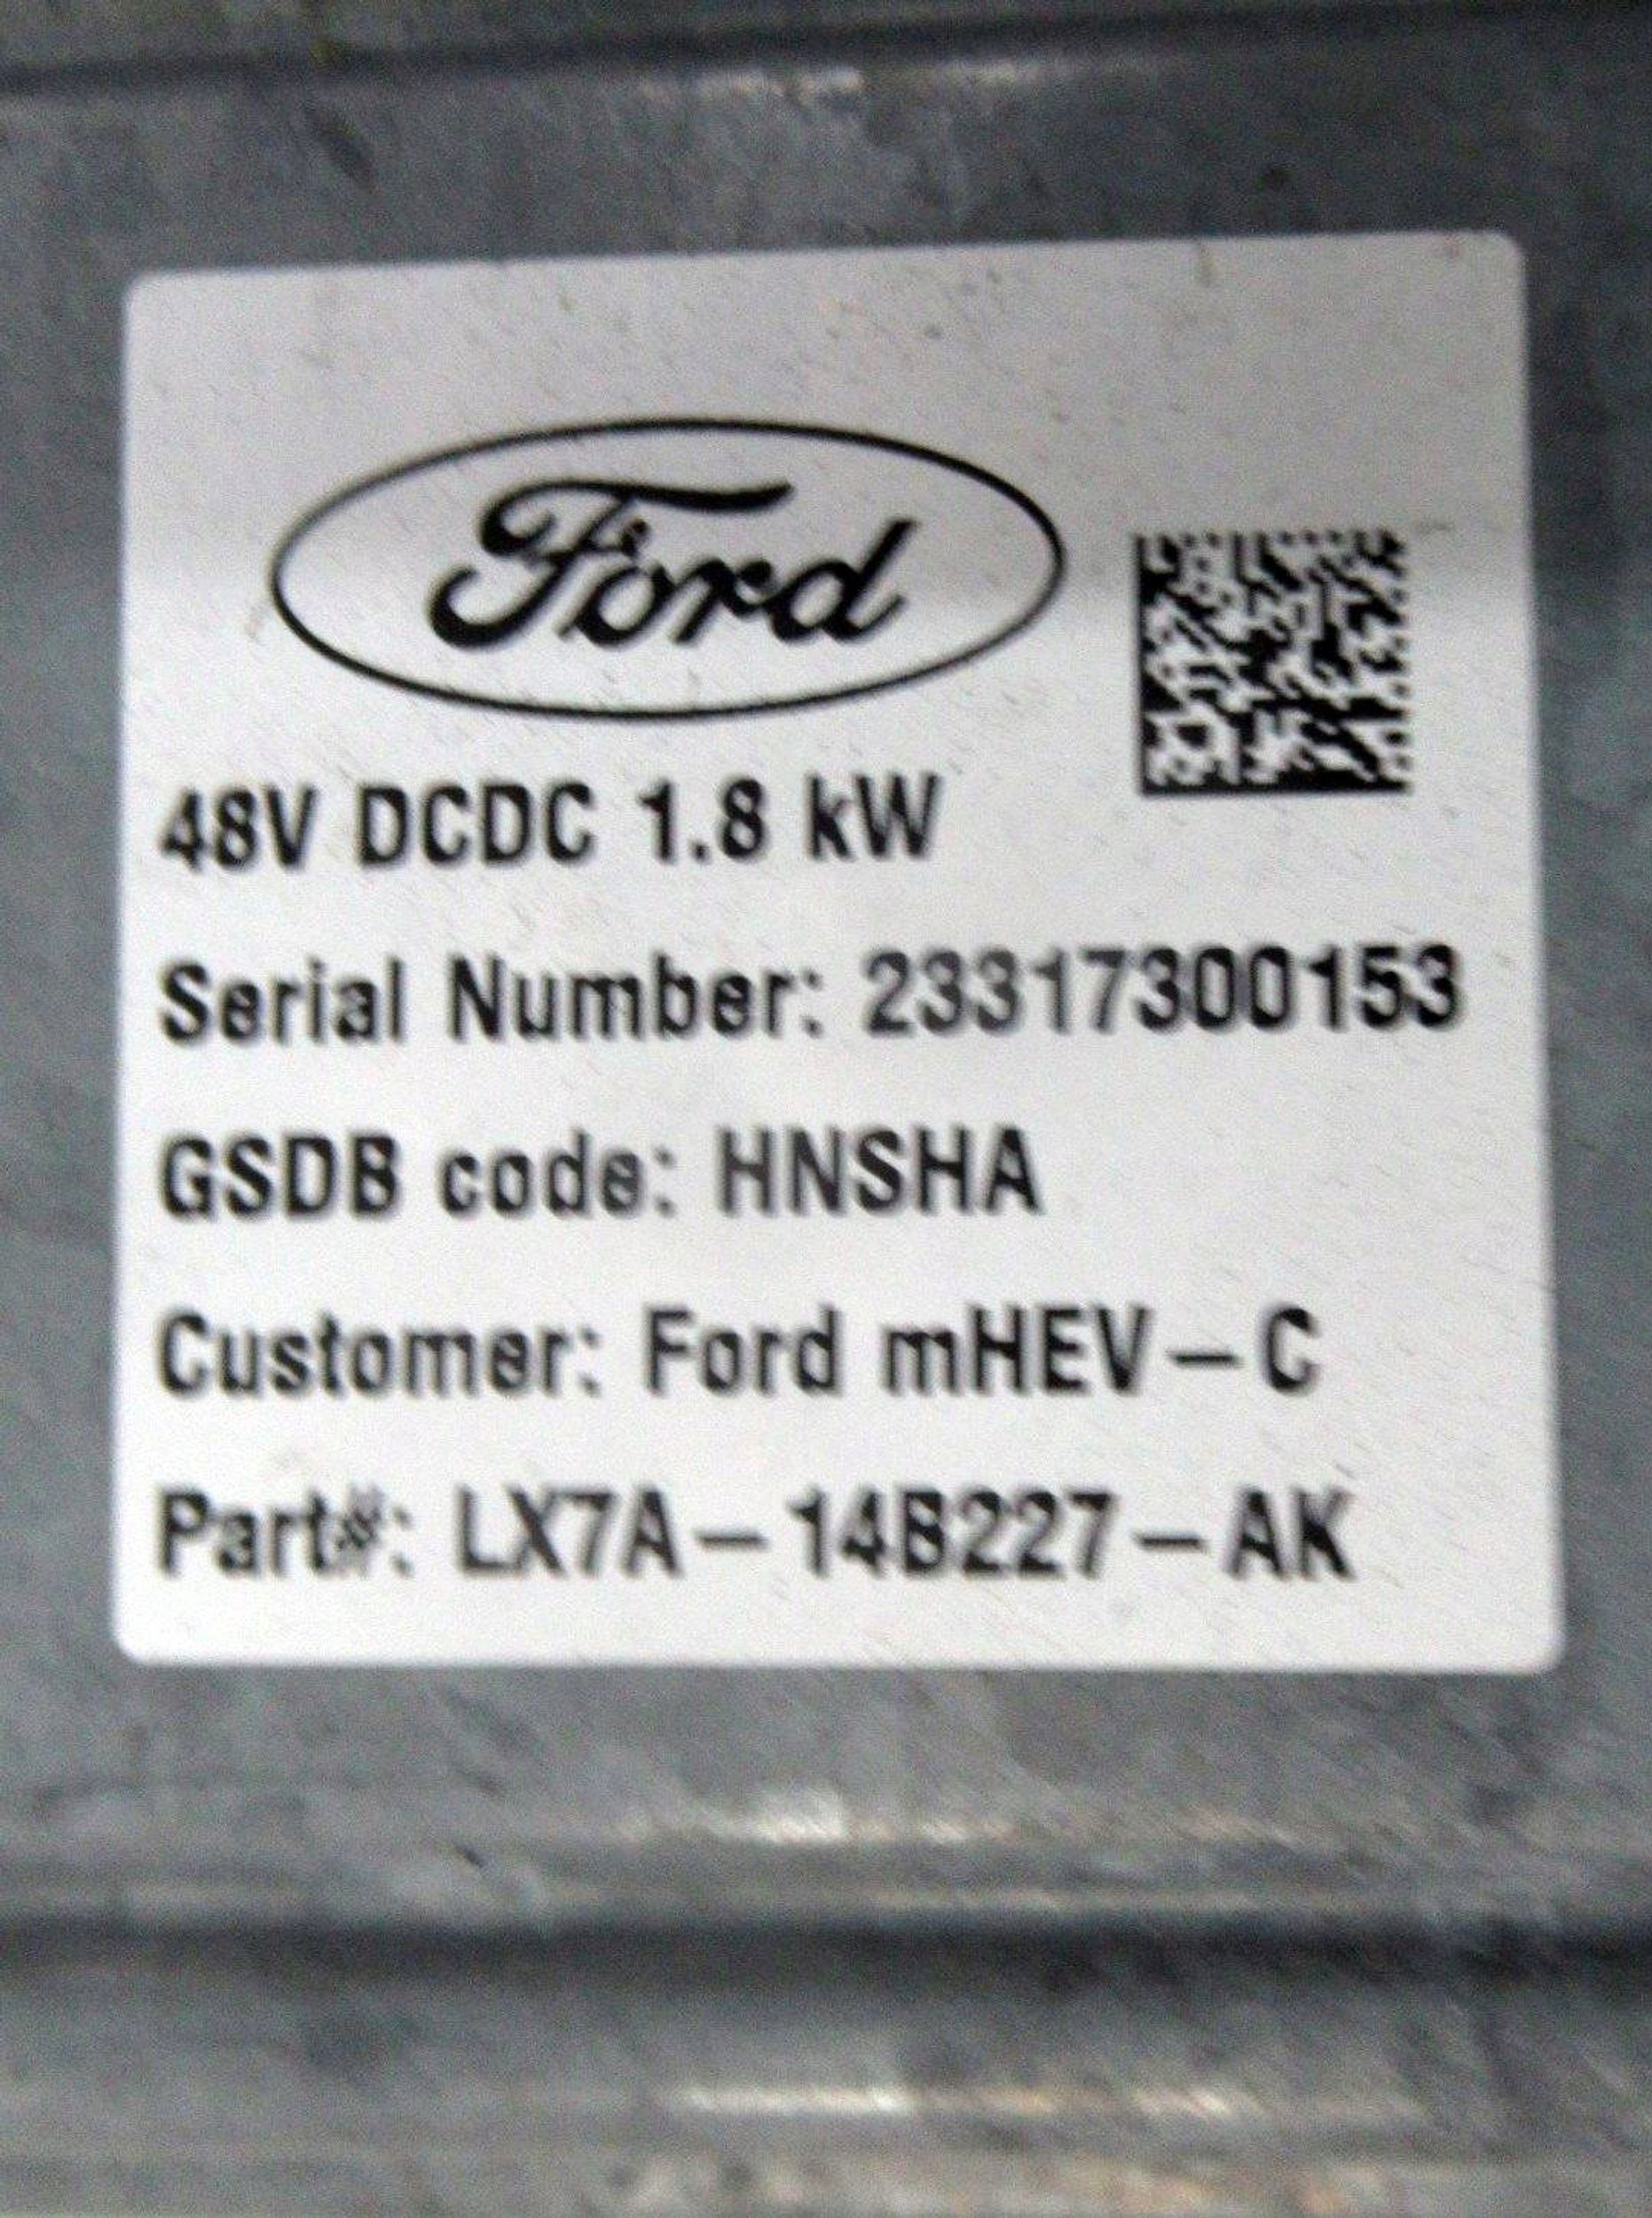 Ford
48V DCDC 1.8 kW
Serial Number: 23317300153
GSDB code: HNSHA
Customer: Ford mHEV-C
Part#: LX7A-14B227-AK